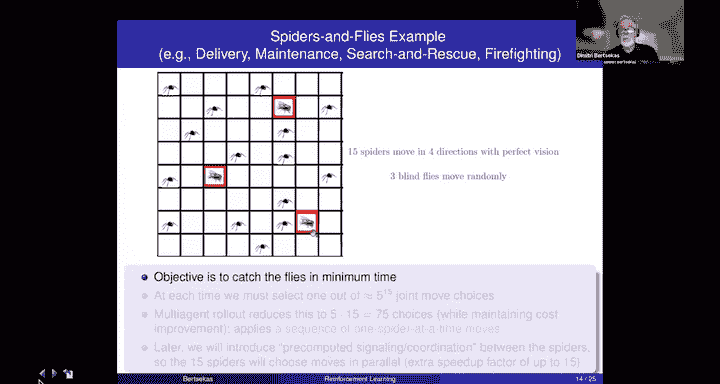 Spiders-and-Flies Example
(e.g., Delivery, Maintenance, Search-and-Rescue, Firefighting)
Dimitri Bertsekas
15 spiders move in 4 directions with perfect vision
3 blind flies move randomly
Objective is to catch the flies in minimum time
At each time we must select one out of ≈ 5¹⁵ joint move choices
Multiagent rollout reduces this to 5 · 15 = 75 choices (while maintaining cost
improvement); applies a sequence of one-spider-at-a-time moves
Later, we will introduce "precomputed signaling/coordination" between the spiders,
so the 15 spiders will choose moves in parallel (extra speedup factor of up to 15)
Bertsekas
Reinforcement Learning
14 / 25